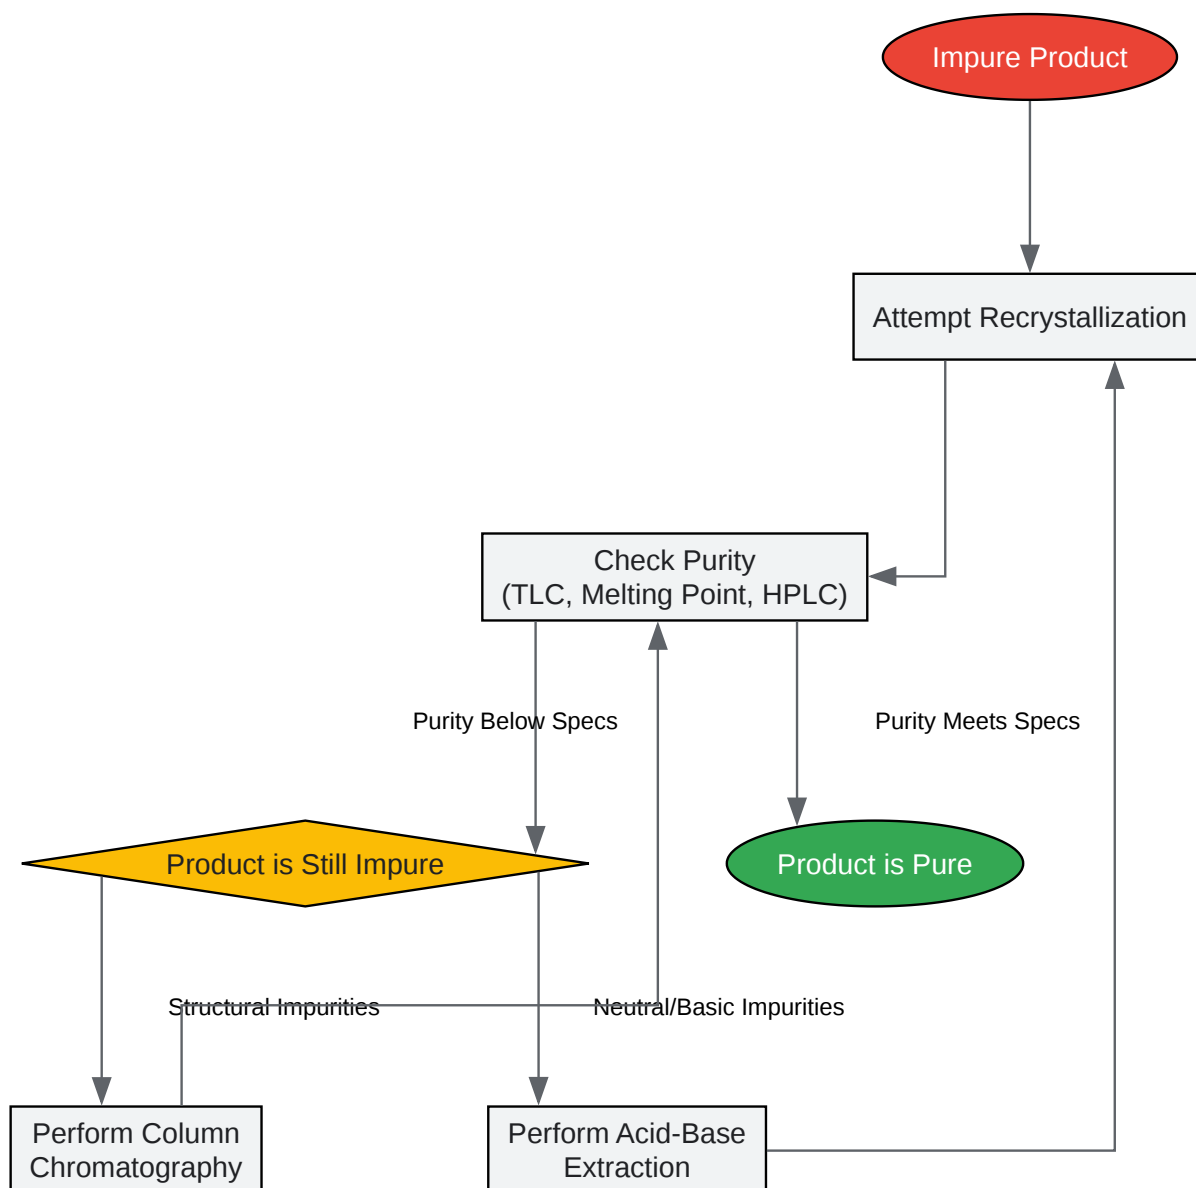 Impure Product
Attempt Recrystallization
Check Purity
(TLC, Melting Point, HPLC)
Purity Below Specs
Purity Meets Specs
Product is Still Impure
Product is Pure
Structural Impurities
Neutral/Basic Impurities
Perform Column
Chromatography
Perform Acid-Base
Extraction